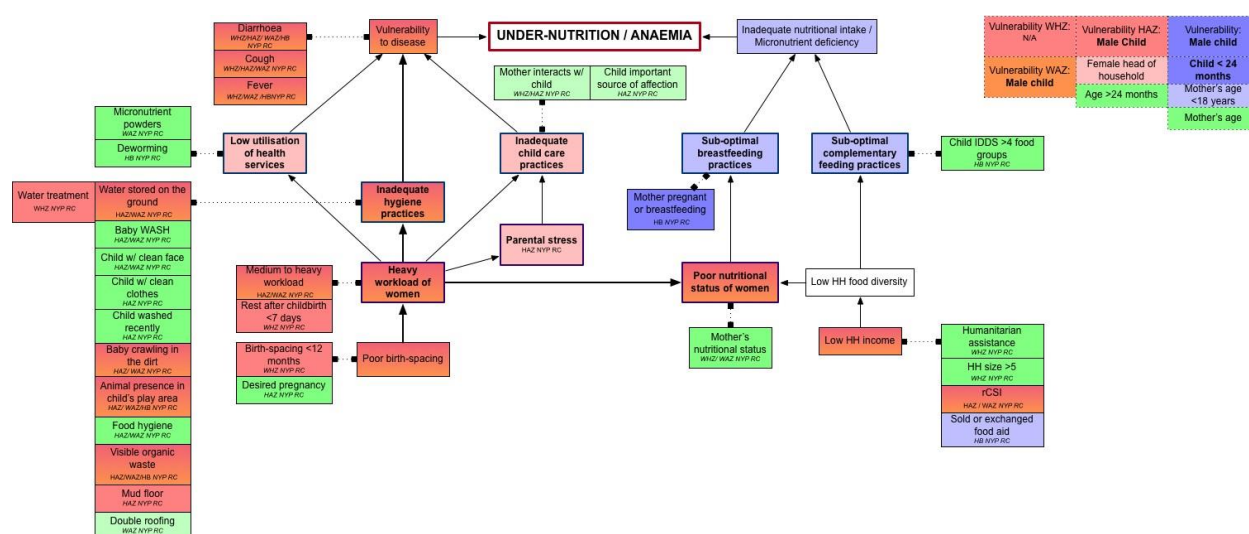 Diarrhoea
WHZ/HAZ/ WAZ/HB
NYP RC
Cough
WHZ/HAZ/WAZ NYP RC
Fever
WHZ/WAZ /HBNYP RC
Vulnerability
to disease
UNDER-NUTRITION / ANAEMIA
Inadequate nutritional intake /
Micronutrient deficiency
Vulnerability WHZ:
N/A
Vulnerability HAZ:
Male Child
Vulnerability:
Male child
Vulnerability WAZ:
Male child
Female head of
household
Child < 24
months
Age >24 months
Mother's age
<18 years
Mother's age
Mother interacts w/
child
WHZ/HAZ NYP RC
Child important
source of affection
HAZ NYP RC
Micronutrient
powders
WAZ NYP RC
Deworming
HB NYP RC
Low utilisation
of health
services
Inadequate
child care
practices
Sub-optimal
breastfeeding
practices
Sub-optimal
complementary
feeding practices
Child IDDS >4 food
groups
HB NYP RC
Water treatment
WHZ NYP RC
Water stored on the
ground
HAZ/WAZ NYP RC
Inadequate
hygiene
practices
Mother pregnant
or breastfeeding
HB NYP RC
Baby WASH
HAZ/WAZ NYP RC
Child w/ clean face
HAZ/WAZ NYP RC
Child w/ clean
clothes
HAZ NYP RC
Child washed
recently
HAZ NYP RC
Baby crawling in
the dirt
HAZ/ WAZ NYP RC
Animal presence in
child's play area
HAZ/ WAZ/HB NYP RC
Food hygiene
HAZ/WAZ NYP RC
Visible organic
waste
HAZ/WAZ/HB NYP RC
Mud floor
HAZ NYP RC
Double roofing
WAZ NYP RC
Parental stress
HAZ NYP RC
Medium to heavy
workload
HAZ/WAZ NYP RC
Rest after childbirth
<7 days
WHZ NYP RC
Heavy
workload of
women
Poor nutritional
status of women
Low HH food diversity
Birth-spacing <12
months
WHZ NYP RC
Desired pregnancy
HAZ NYP RC
Poor birth-spacing
Mother's
nutritional status
WHZ/ WAZ NYP RC
Low HH income
Humanitarian
assistance
WHZ NYP RC
HH size >5
WHZ NYP RC
rCSI
HAZ / WAZ NYP RC
Sold or exchanged
food aid
HB NYP RC